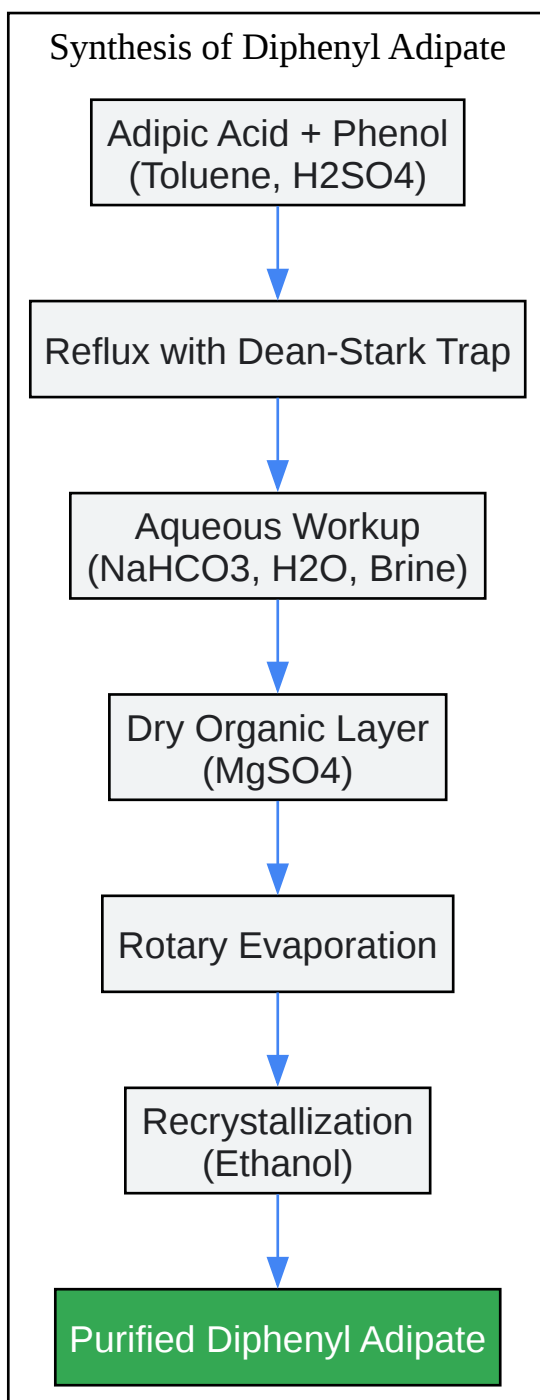 Synthesis of Diphenyl Adipate
Adipic Acid + Phenol
(Toluene, H2SO4)
Reflux with Dean-Stark Trap
Aqueous Workup
(NaHCO3, H2O, Brine)
Dry Organic Layer
(MgSO4)
Rotary Evaporation
Recrystallization
(Ethanol)
Purified Diphenyl Adipate